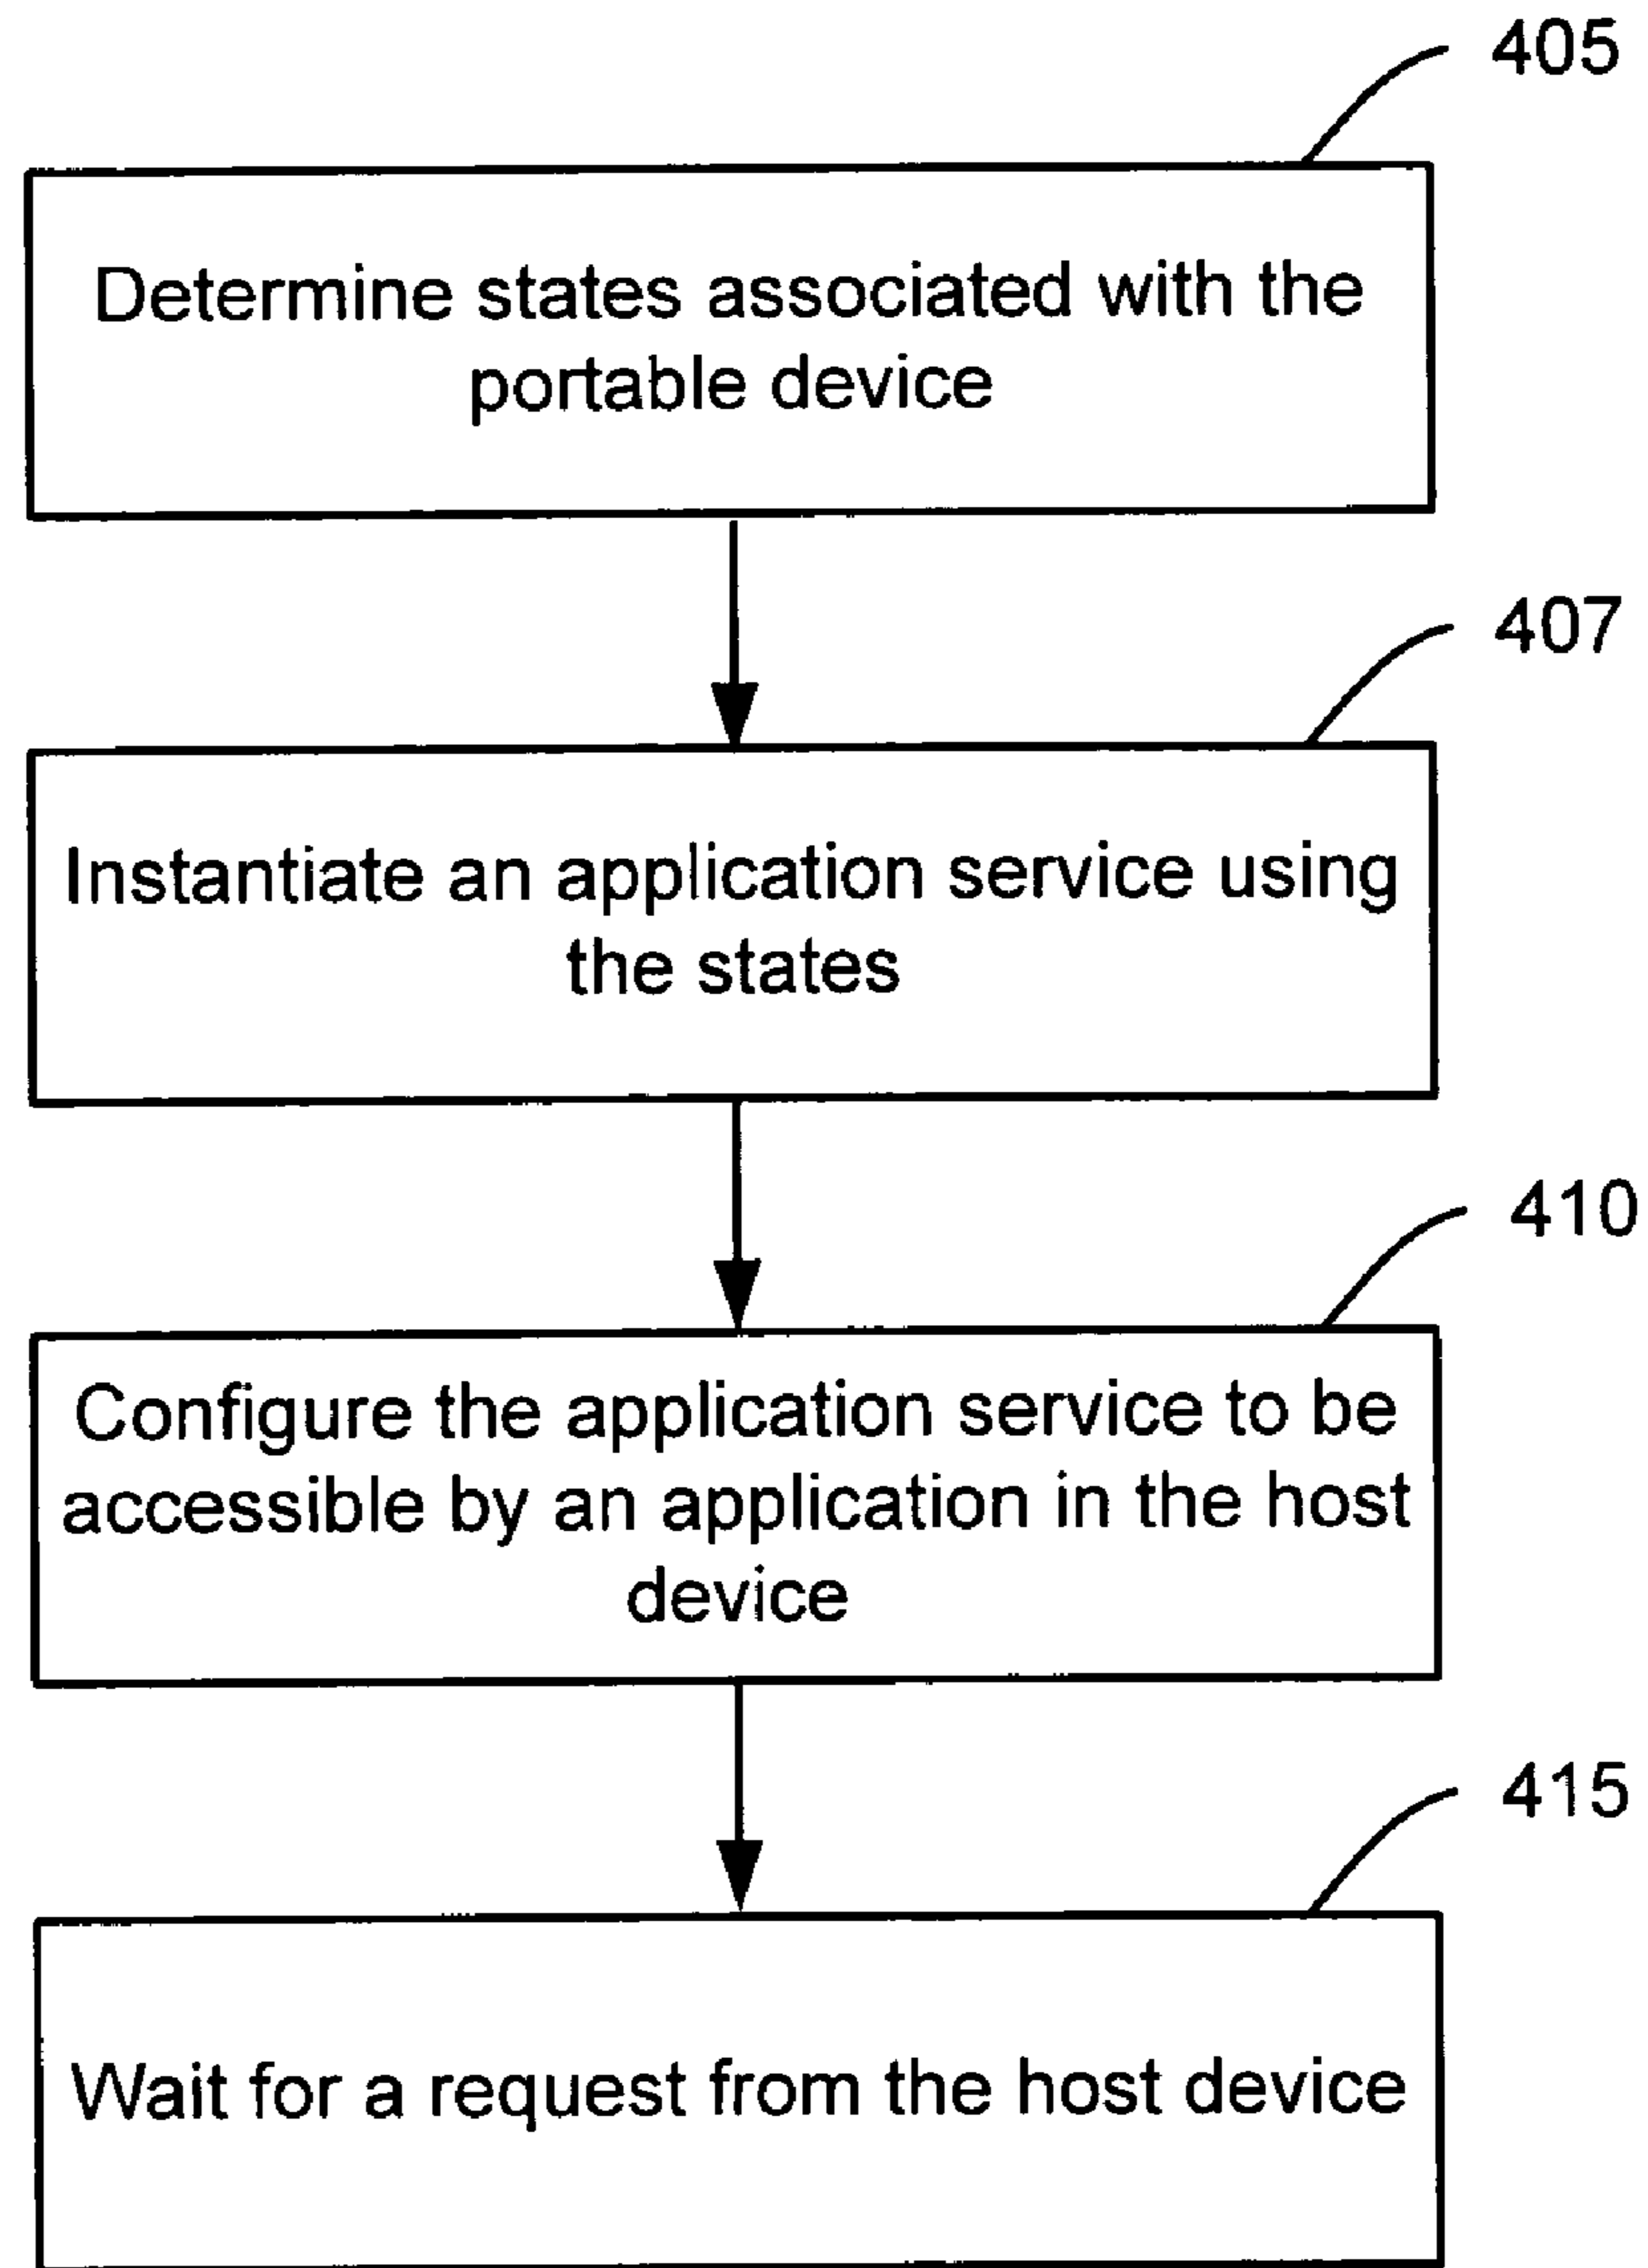 405
Determine states associated with the
portable device
407
Instantiate an application service using
the states
410
Configure the application service to be
accessible by an application in the host
device
415
Wait for a request from the host device